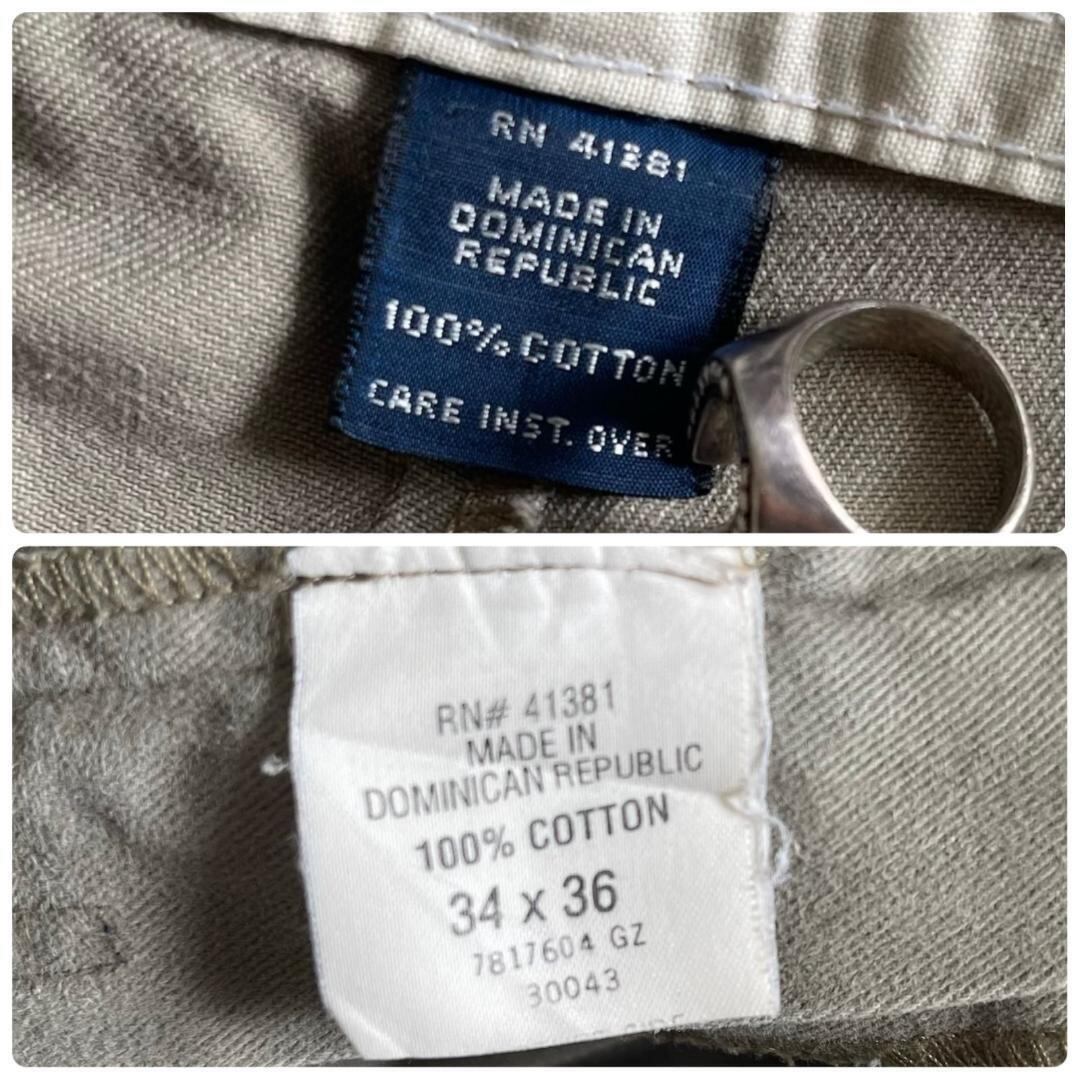 RN 41381
MADE IN
DOMINICAN
REPUBLIC
100% COTTON
CARE INST. OVER
RN# 41381
MADE IN
DOMINICAN REPUBLIC
100% COTTON
34 x 36
7817604 GZ
30043